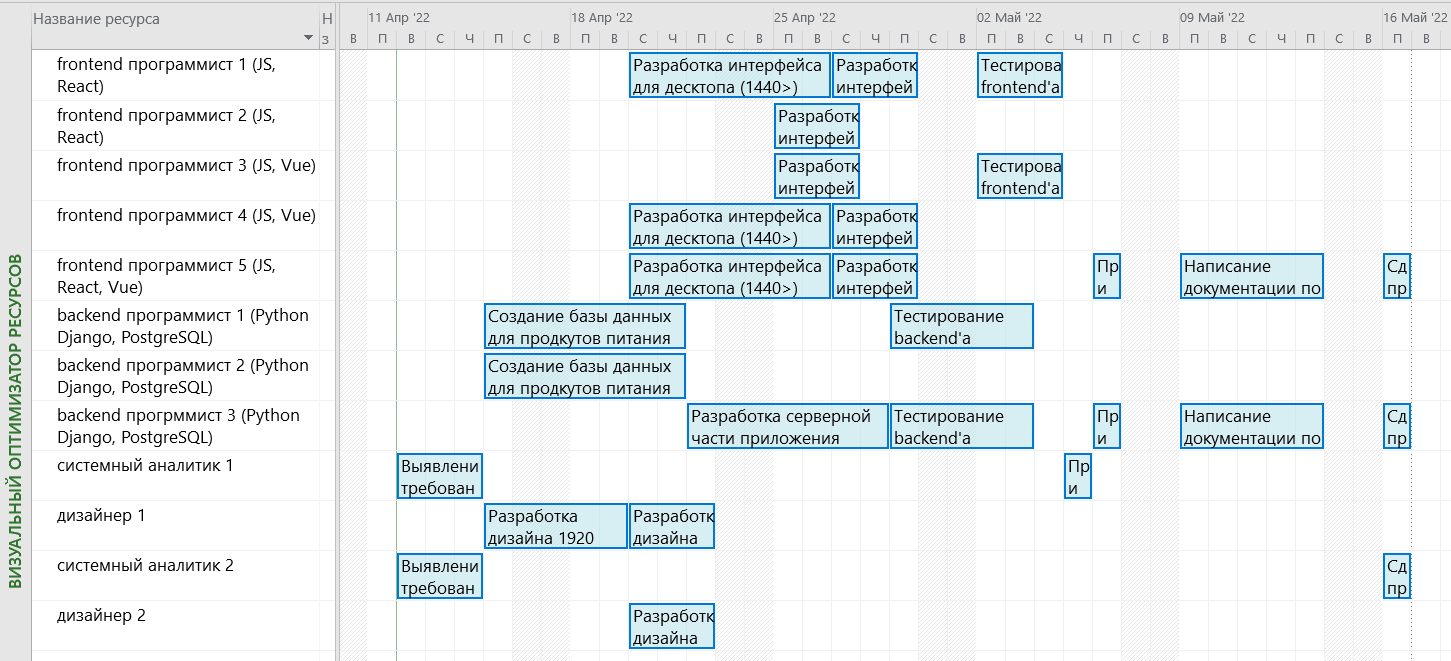 ВИЗУАЛЬНЫЙ ОПТИМИЗАТОР РЕСУРСОВ
Название ресурса Н 11 Апр '22 18 Апр '22 25 Апр '22 02 Май '22 09 Май '22 16 Май '22
з В П В С Ч П С В П В С Ч П С В П В С Ч П С В П В С Ч П С В П В С Ч П С В П В
frontend программист 1 (JS, Разработка интерфейса Разработк Тестирова
React) для десктопа (1440>) интерфей frontend'а
frontend программист 2 (JS, Разработк
React) интерфей
frontend программист 3 (JS, Vue) Разработк Тестирова
интерфей frontend'а
frontend программист 4 (JS, Vue) Разработка интерфейса Разработк
для десктопа (1440>) интерфей
frontend программист 5 (JS, Разработка интерфейса Разработк Пр Написание Сд
React, Vue) для десктопа (1440>) интерфей и документации по пр
backend программист 1 (Python Создание базы данных Тестирование
Django, PostgreSQL) для продкутов питания backend'а
backend программист 2 (Python Создание базы данных
Django, PostgreSQL) для продкутов питания
backend прогрммист 3 (Python Разработка серверной Тестирование Пр Написание Сд
Django, PostgreSQL) части приложения backend'а и документации по пр
системный аналитик 1 Выявлени Пр
требован и
дизайнер 1 Разработка Разработк
дизайна 1920 дизайна
системный аналитик 2 Выявлени Сд
требован пр
дизайнер 2 Разработк
дизайна